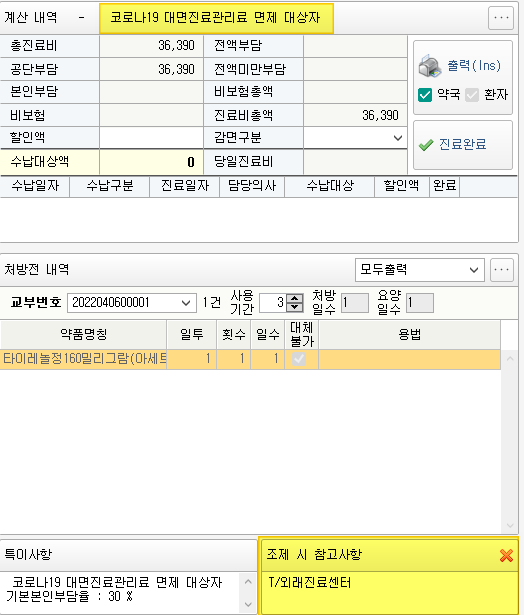 계산 내역 - 코로나19 대면진료관리료 면제 대상자
총진료비 36,390 전액부담
공단부담 36,390 전액미만부담
본인부담 비보험총액
비보험 진료비총액 36,390
할인액 감면구분
수납대상액 0 당일진료비
출력(Ins)
약국 환자
진료완료
수납일자 수납구분 진료일자 담당의사 수납대상 할인액 완료
처방전 내역 모두출력
교부번호 2022040600001 1건 사용기간 3 처방일수 1 요양일수 1
약품명칭 일투 횟수 일수 대체불가 용법
타이레놀정160밀리그람(아세트 1 1 1
특이사항
코로나19 대면진료관리료 면제 대상자
기본본인부담율 : 30 %
조제 시 참고사항
T/외래진료센터